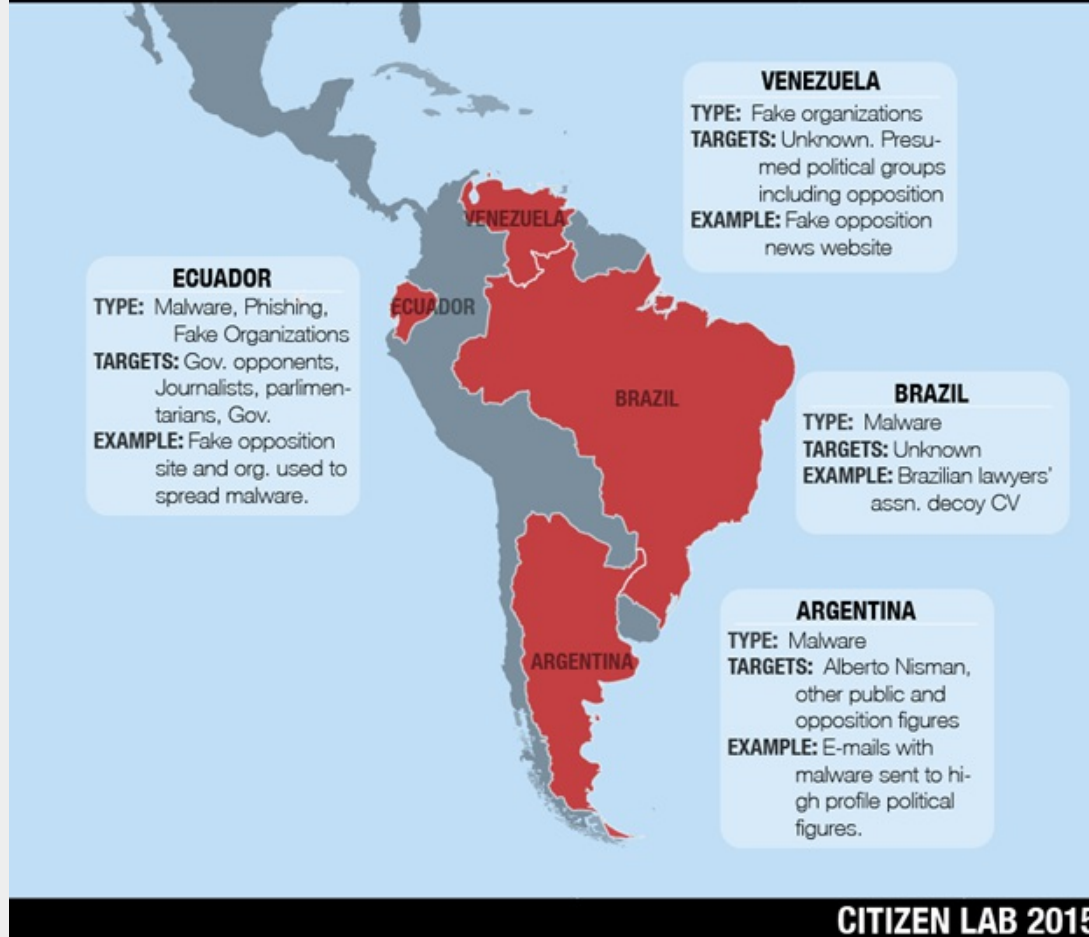 VENEZUELA
TYPE: Fake organizations
TARGETS: Unknown. Presu-
med political groups
including opposition
EXAMPLE: Fake opposition
news website
VENEZUELA
ECUADOR
TYPE: Malware, Phishing,
Fake Organizations
TARGETS: Gov. opponents,
Journalists, parlimen-
tarians, Gov.
EXAMPLE: Fake opposition
site and org. used to
spread malware.
ECUADOR
BRAZIL
BRAZIL
TYPE: Malware
TARGETS: Unknown
EXAMPLE: Brazilian lawyers'
assn. decoy CV
ARGENTINA
TYPE: Malware
TARGETS: Alberto Nisman,
other public and
opposition figures
EXAMPLE: E-mails with
malware sent to hi-
gh profile political
figures.
ARGENTINA
CITIZEN LAB 2015